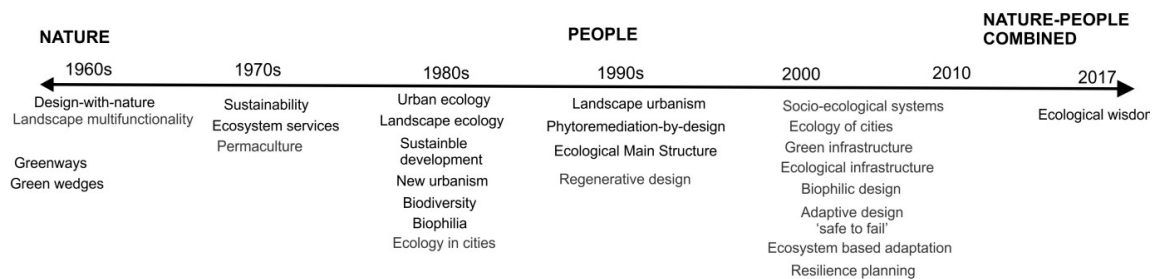 NATURE
PEOPLE
NATURE-PEOPLE
COMBINED
1960s
1970s
1980s
1990s
2000
2010
2017
Design-with-nature
Landscape multifunctionality
Greenways
Green wedges
Sustainability
Ecosystem services
Permaculture
Urban ecology
Landscape ecology
Sustainble
development
New urbanism
Biodiversity
Biophilia
Ecology in cities
Landscape urbanism
Phytoremediation-by-design
Ecological Main Structure
Regenerative design
Socio-ecological systems
Ecology of cities
Green infrastructure
Ecological infrastructure
Biophilic design
Adaptive design
‘safe to fail’
Ecosystem based adaptation
Resilience planning
Ecological wisdom